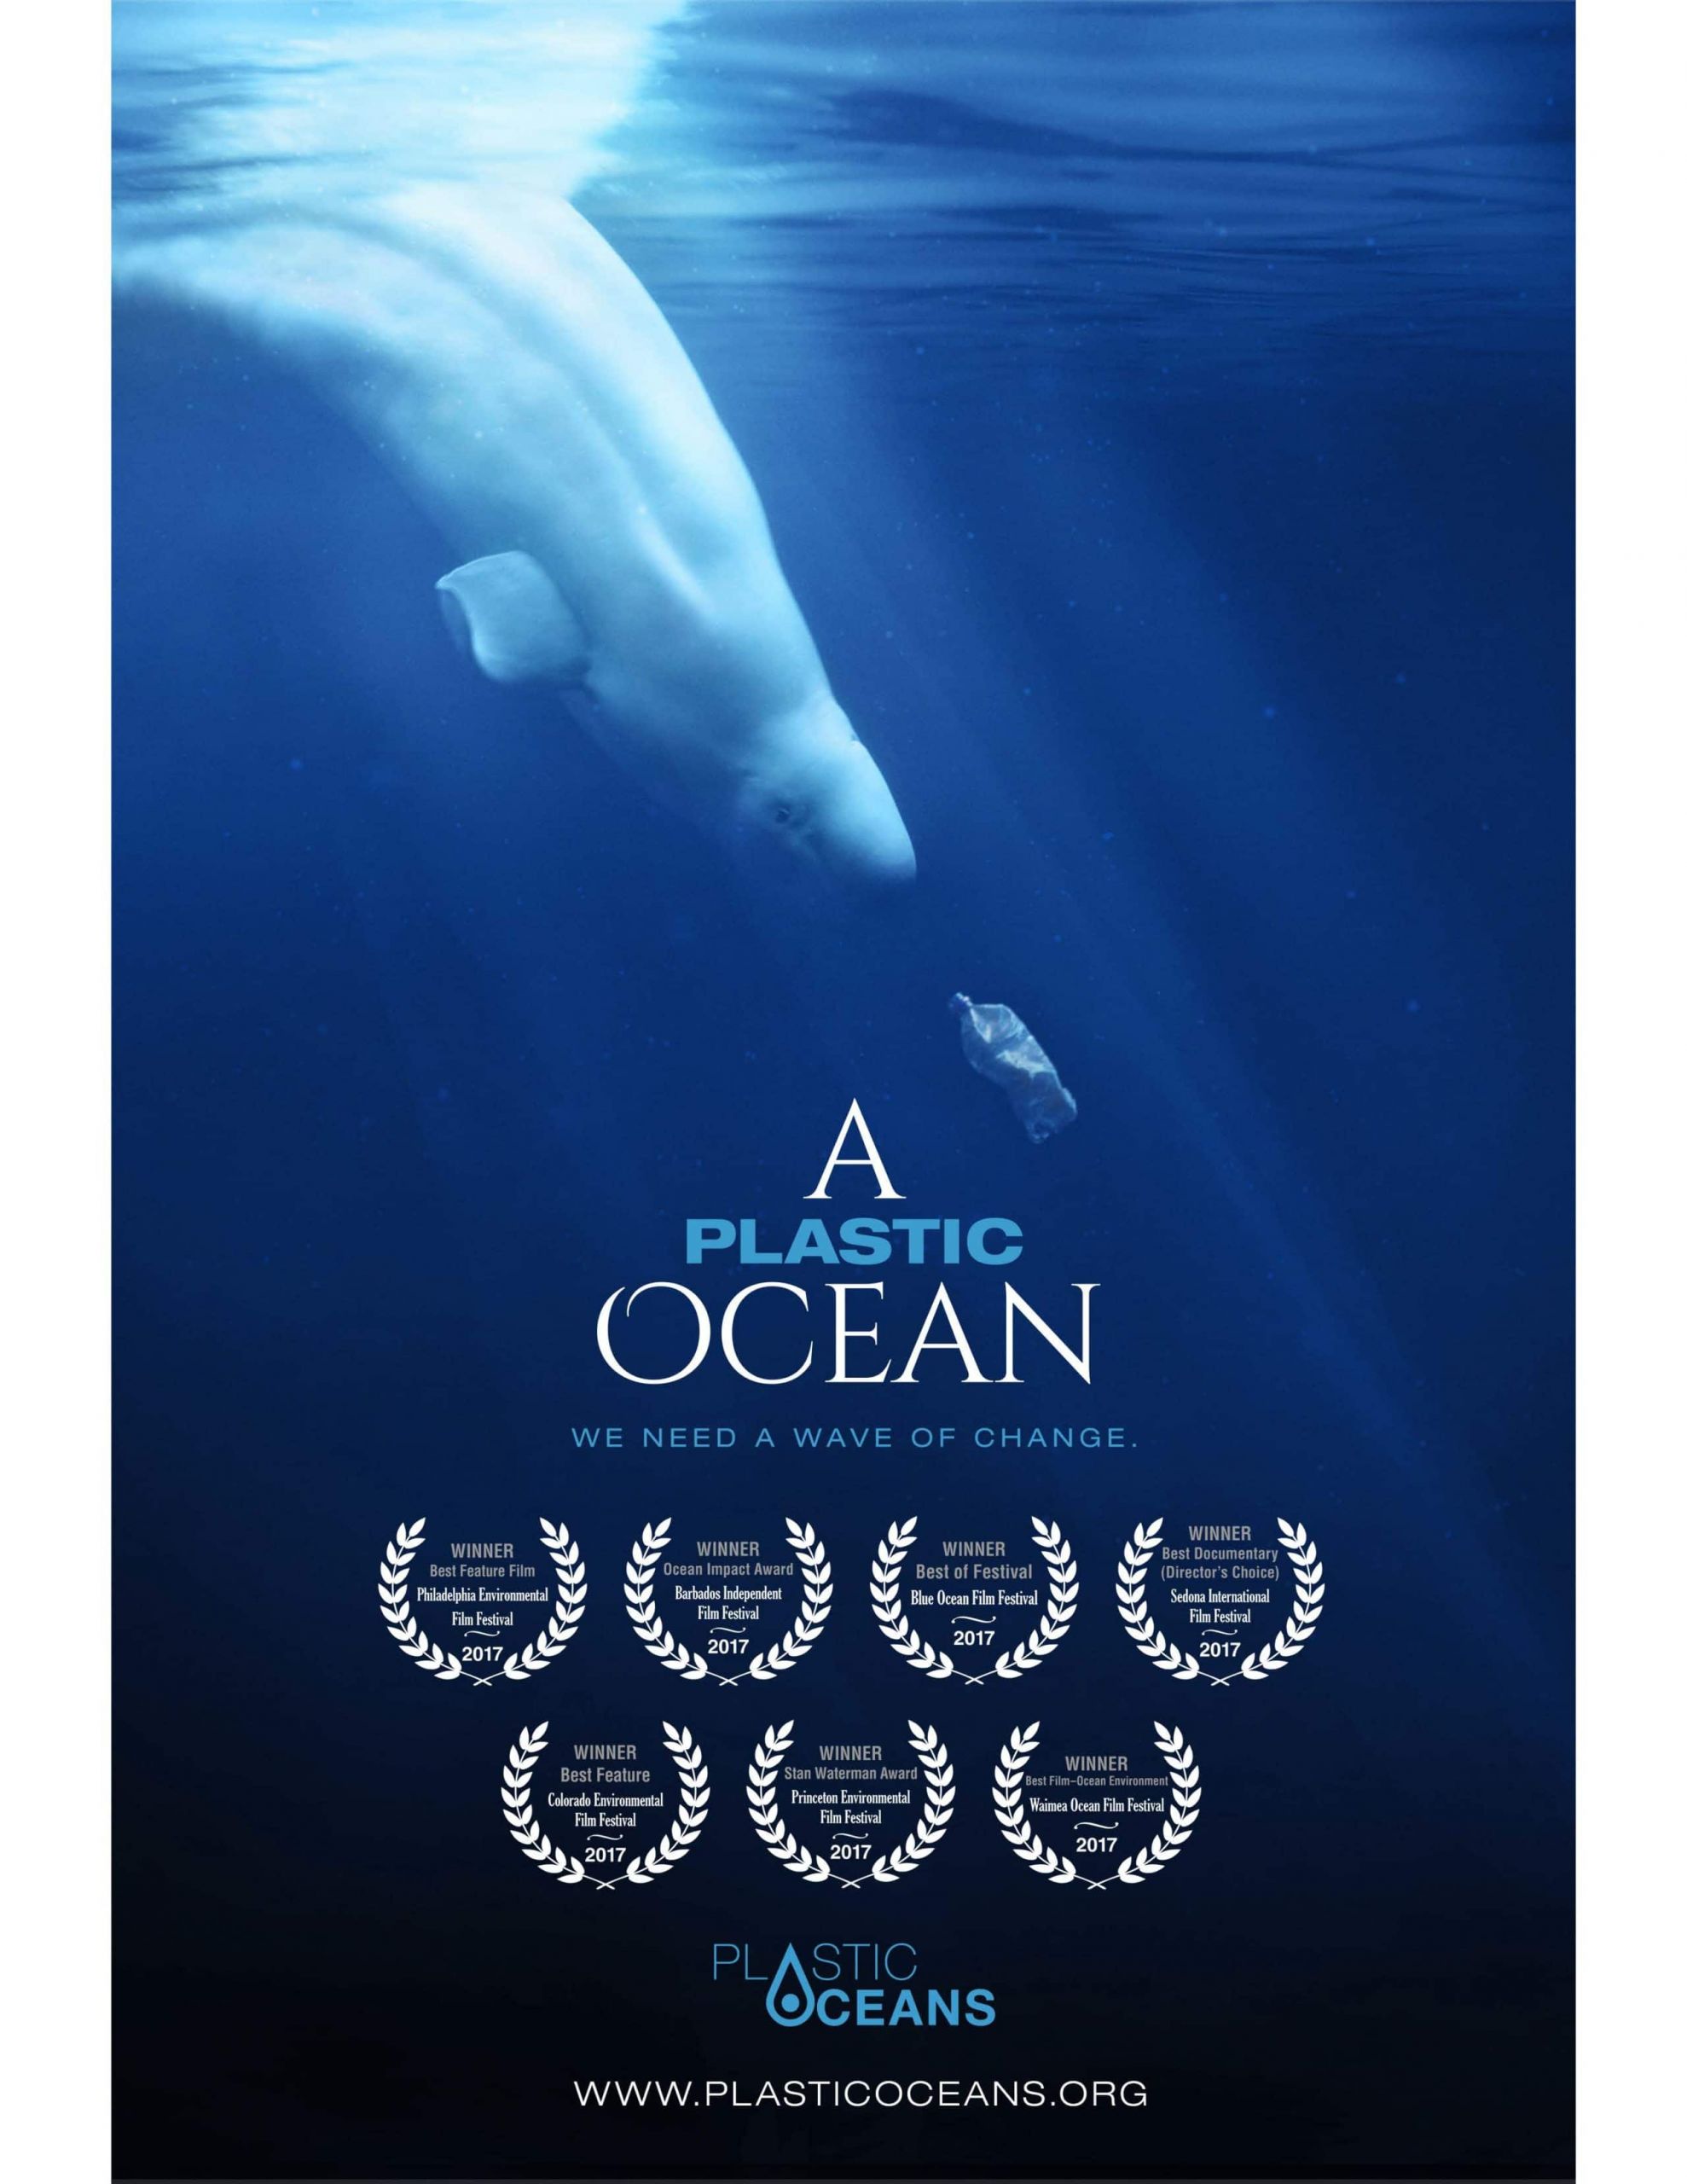 A
PLASTIC
OCEAN
WE NEED A WAVE OF CHANGE.
WINNER
Best Feature Film
Philadelphia Environmental
Film Festival
2017
WINNER
Ocean Impact Award
Barbados Independent
Film Festival
2017
WINNER
Best of Festival
Blue Ocean Film Festival
2017
WINNER
Best Documentary
(Director's Choice)
Sedona International
Film Festival
2017
WINNER
Best Feature
Colorado Environmental
Film Festival
2017
WINNER
Stan Waterman Award
Princeton Environmental
Film Festival
2017
WINNER
Best Film–Ocean Environment
Waimea Ocean Film Festival
2017
PLASTIC
OCEANS
WWW.PLASTICOCEANS.ORG